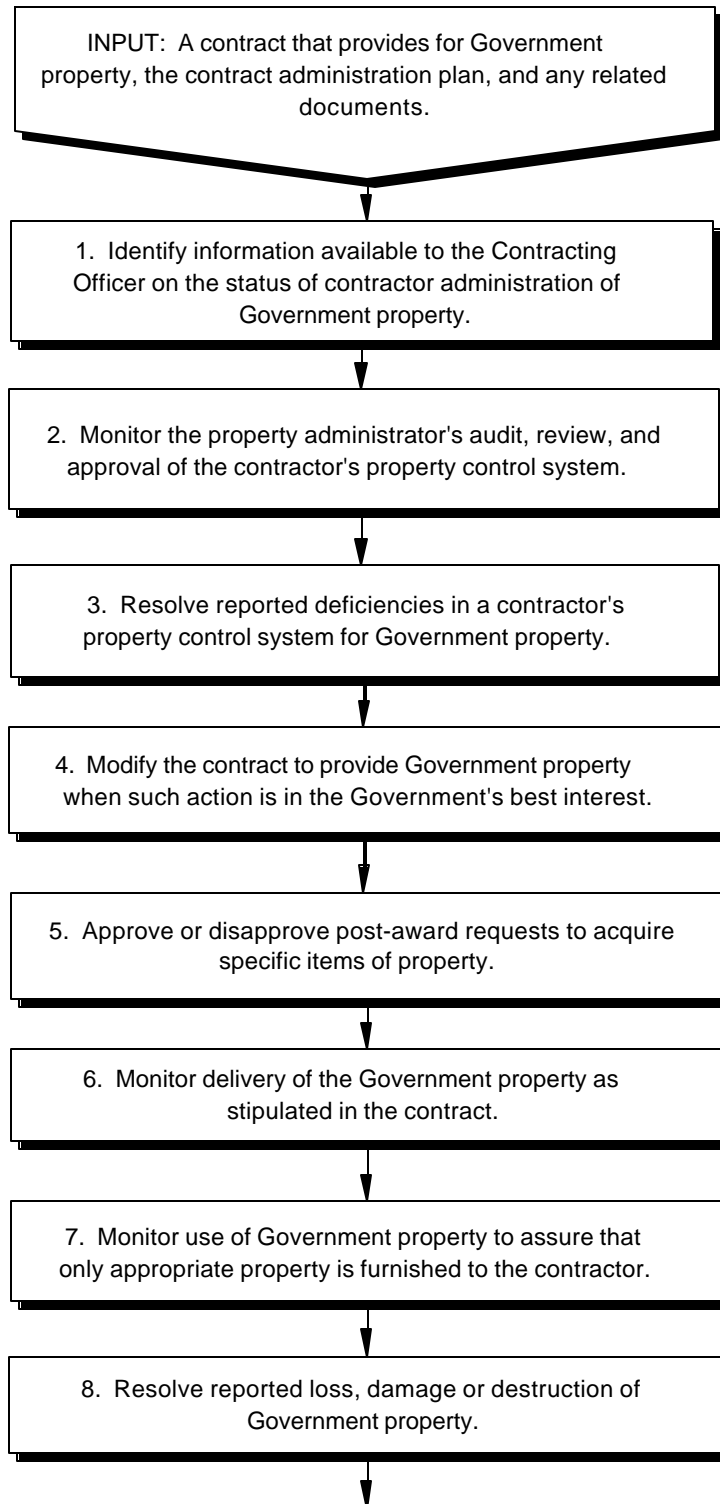 INPUT: A contract that provides for Government
property, the contract administration plan, and any related
documents.
1. Identify information available to the Contracting
Officer on the status of contractor administration of
Government property.
2. Monitor the property administrator's audit, review, and
approval of the contractor's property control system.
3. Resolve reported deficiencies in a contractor's
property control system for Government property.
4. Modify the contract to provide Government property
when such action is in the Government's best interest.
5. Approve or disapprove post-award requests to acquire
specific items of property.
6. Monitor delivery of the Government property as
stipulated in the contract.
7. Monitor use of Government property to assure that
only appropriate property is furnished to the contractor.
8. Resolve reported loss, damage or destruction of
Government property.